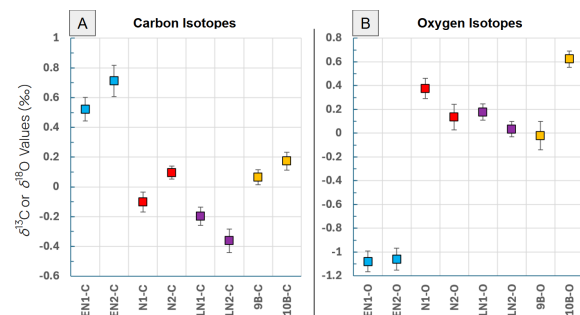 A
Carbon Isotopes
B
Oxygen Isotopes
δ13C or δ18O Values (‰)
1
0.8
0.6
0.4
0.2
0
-0.2
-0.4
-0.6
EN1-C
EN2-C
N1-C
N2-C
LN1-C
LN2-C
9B-C
10B-C
0.8
0.6
0.4
0.2
0
-0.2
-0.4
-0.6
-0.8
-1
-1.2
EN1-O
EN2-O
N1-O
N2-O
LN1-O
LN2-O
9B-O
10B-O